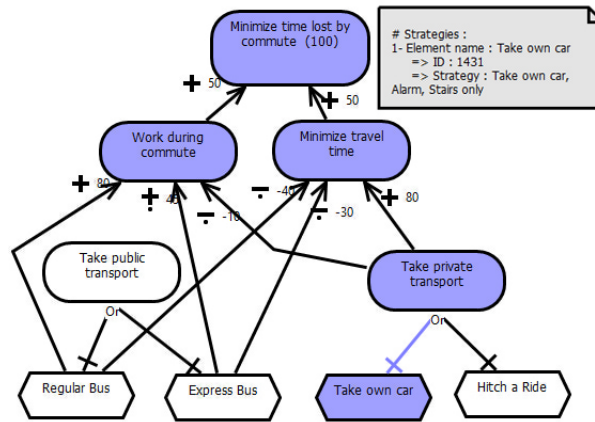 Minimize time lost by
commute (100)
# Strategies :
1- Element name : Take own car
=> ID : 1431
=> Strategy : Take own car,
Alarm, Stairs only
50
50
Work during
commute
Minimize travel
time
80
-10
-40
-30
80
Take public
transport
Take private
transport
Or
Or
Regular Bus
Express Bus
Take own car
Hitch a Ride